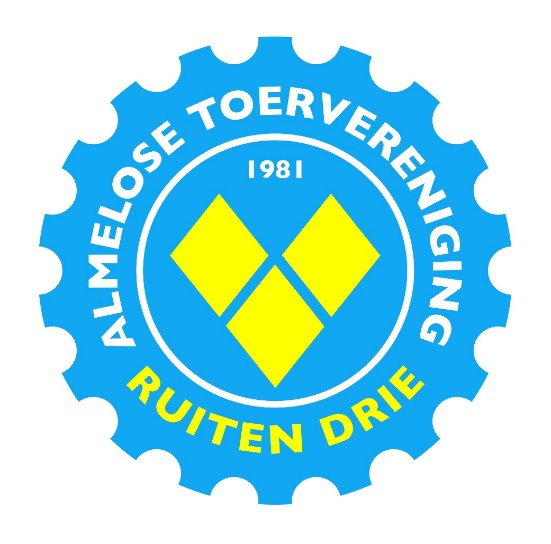 ALMELOSE TOERVERENIGING
1981
RUITEN DRIE